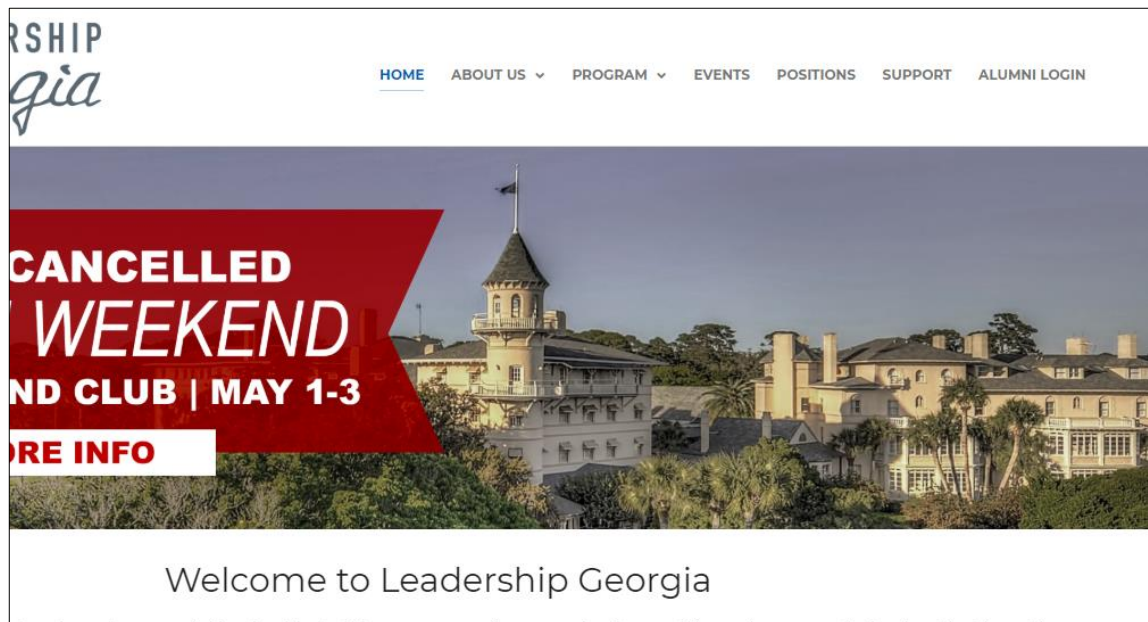 RSHIP
gia
HOME ABOUT US PROGRAM EVENTS POSITIONS SUPPORT ALUMNI LOGIN
CANCELLED
WEEKEND
ND CLUB | MAY 1-3
ORE INFO
Welcome to Leadership Georgia